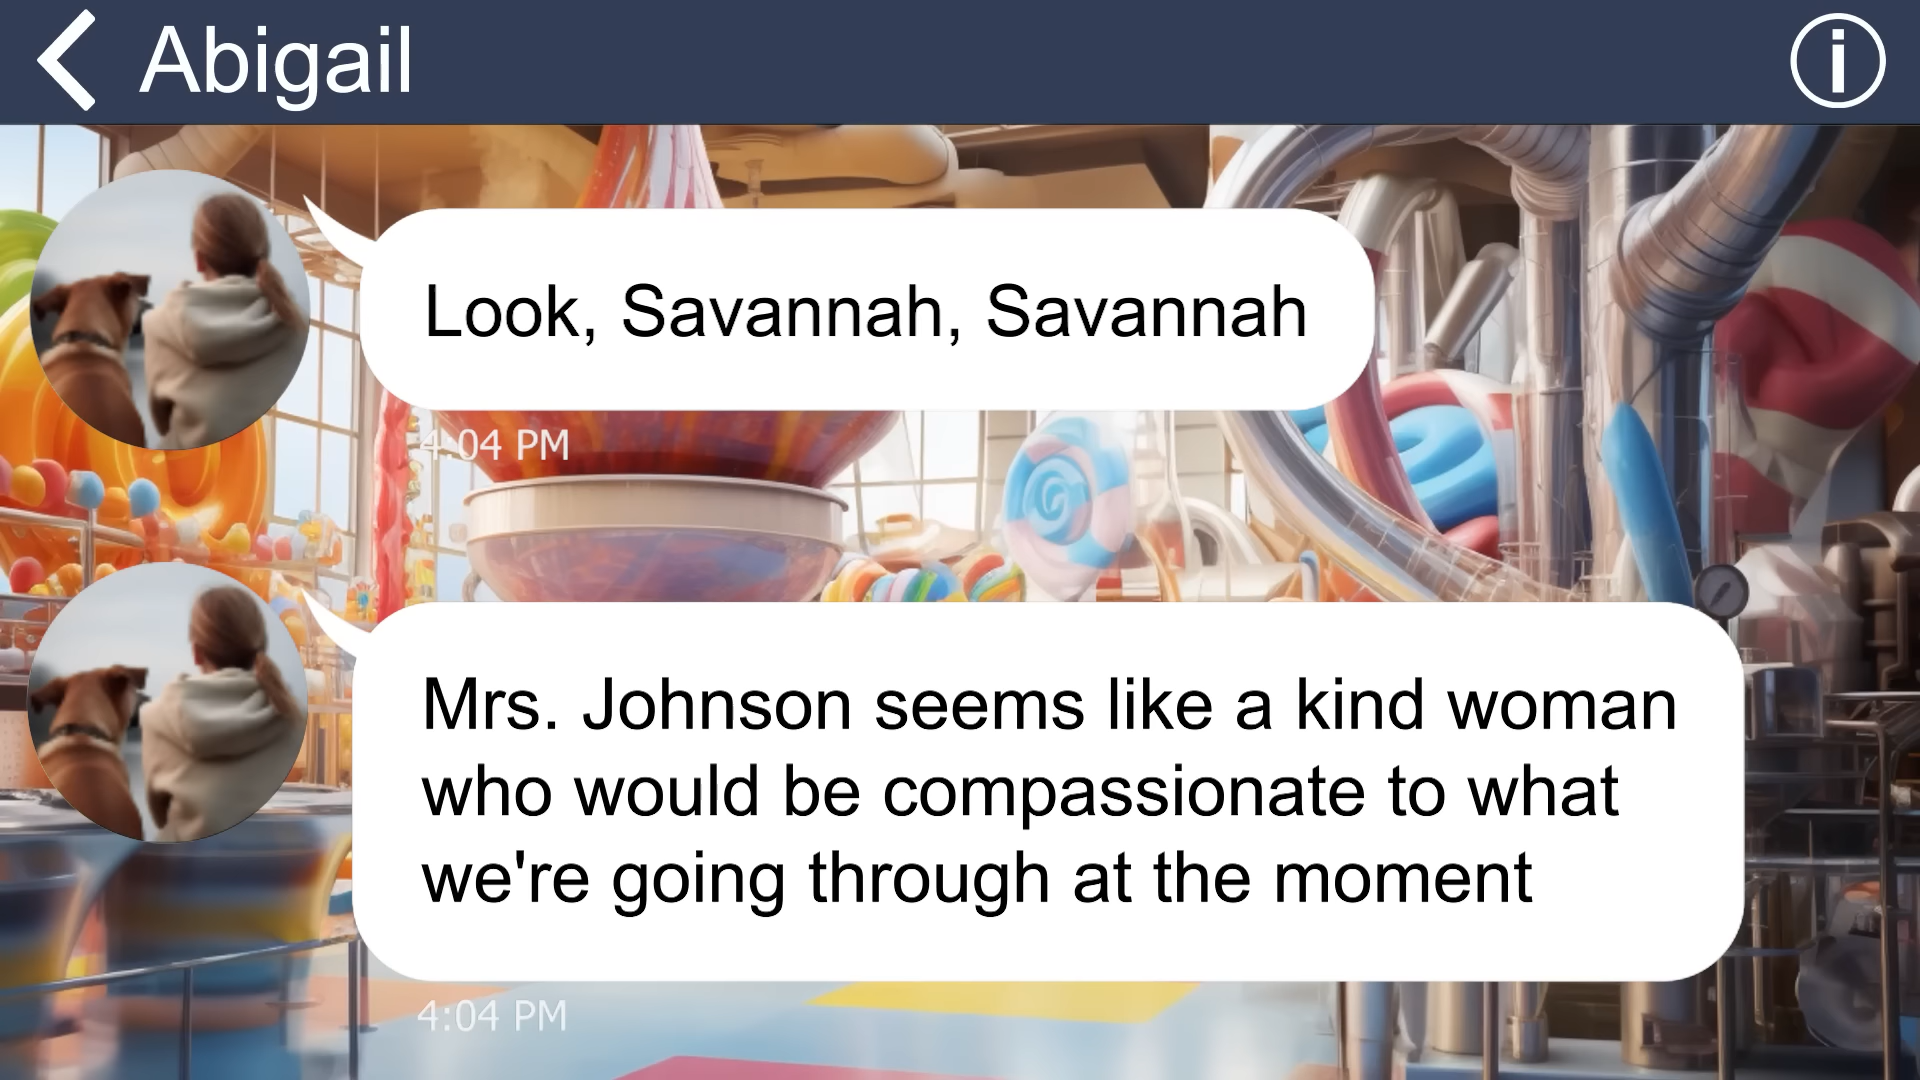 Abigail
Look, Savannah, Savannah
4:04 PM
Mrs. Johnson seems like a kind woman
who would be compassionate to what
we're going through at the moment
4:04 PM